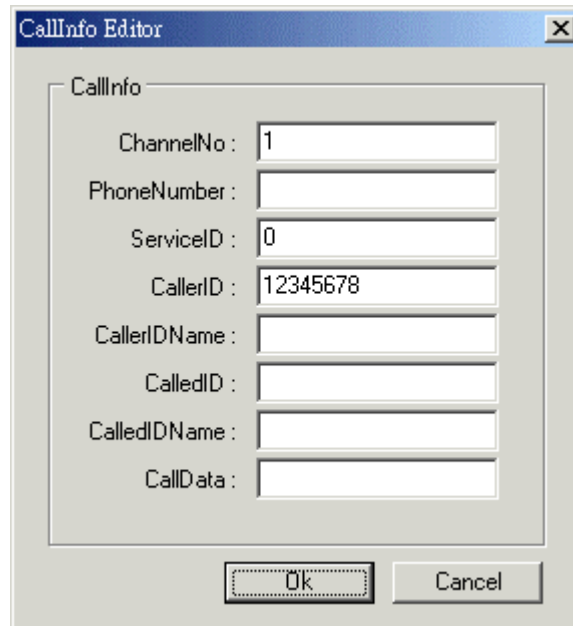 CallInfo Editor
CallInfo
ChannelNo : 1
PhoneNumber :
ServiceID : 0
CallerID : 12345678
CallerIDName :
CalledID :
CalledIDName :
CallData :
Ok Cancel